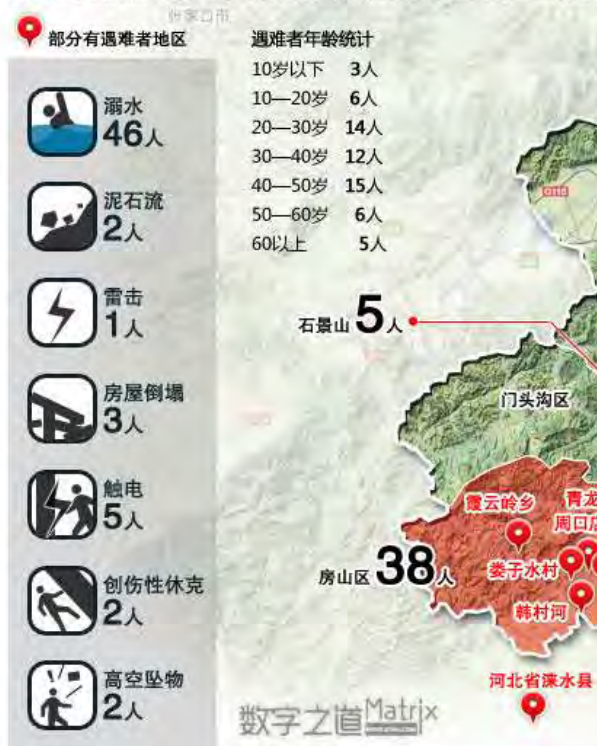 张家口市
部分有遇难者地区
溺水
46人
泥石流
2人
雷击
1人
房屋倒塌
3人
触电
5人
创伤性休克
2人
高空坠物
2人
遇难者年龄统计
10岁以下 3人
10—20岁 6人
20—30岁 14人
30—40岁 12人
40—50岁 15人
50—60岁 6人
60以上 5人
石景山 5人
门头沟区
霞云岭乡
青龙
周口店
娄子水村
房山区 38人
韩村河
河北省涞水县
数字之道 Matrjx